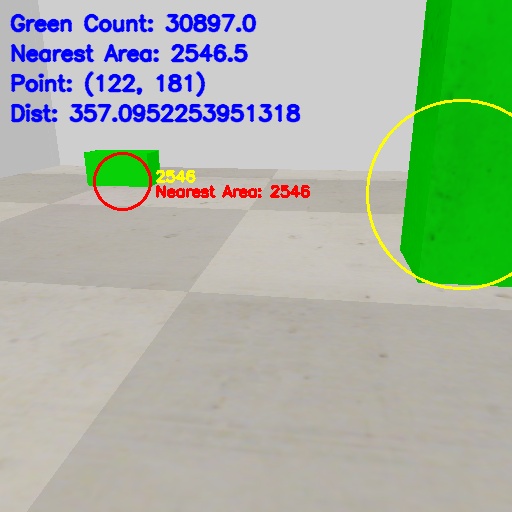 Green Count: 30897.0
Nearest Area: 2546.5
Point: (122, 181)
Dist: 357.0952253951318
2546
Nearest Area: 2546